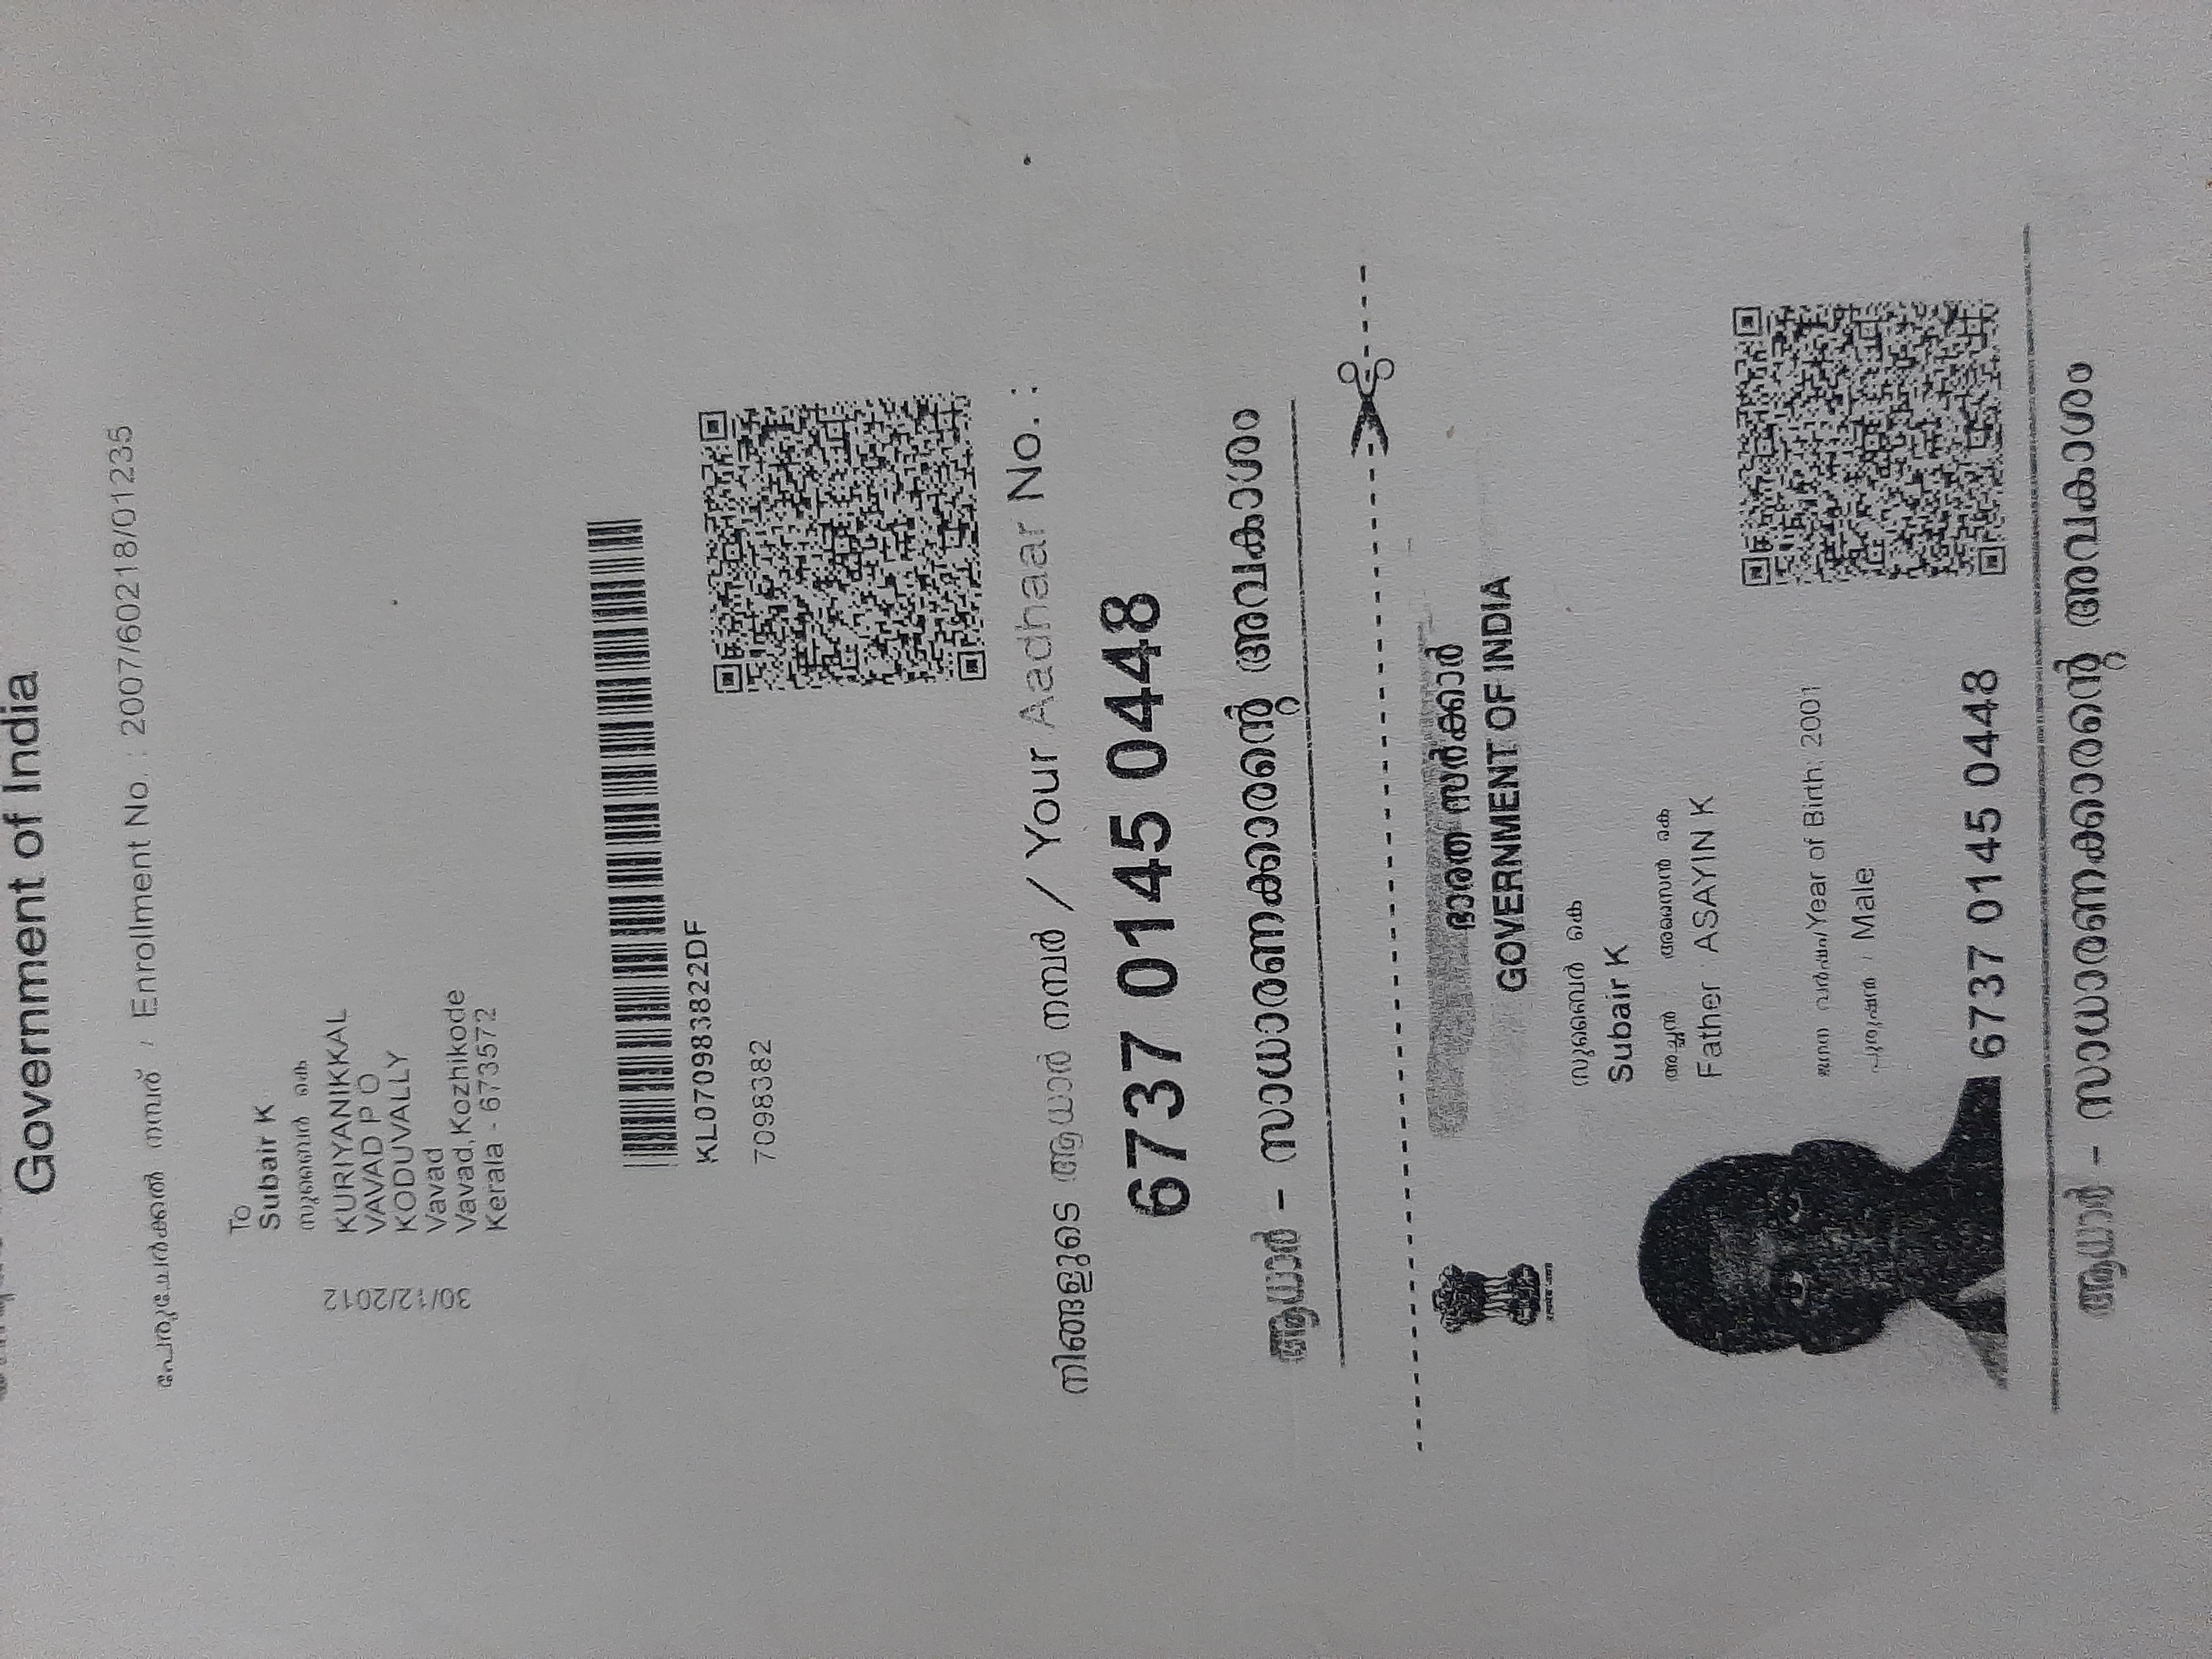 Government of India
പേരുചേർക്കൽ നമ്പര് / Enrollment No. : 2007/60218/01235
To
Subair K
സുബൈർ കെ
KURIYANIKKAL
VAVAD P O
KODUVALLY
Vavad
Vavad,Kozhikode
Kerala - 673572
30/12/2012
KL070983822DF
7098382
നിങ്ങളുടെ ആധാർ നമ്പർ / Your Aadhaar No. :
6737 0145 0448
ആധാർ – സാധാരണക്കാരന്റെ അവകാശം
ഭാരത സർക്കാർ
GOVERNMENT OF INDIA
സുബൈർ കെ
Subair K
അച്ഛൻ അസൈൻ കെ
Father ASAYIN K
ജനന വർഷം/Year of Birth: 2001
പുരുഷൻ / Male
6737 0145 0448
ആധാർ – സാധാരണക്കാരന്റെ അവകാശം